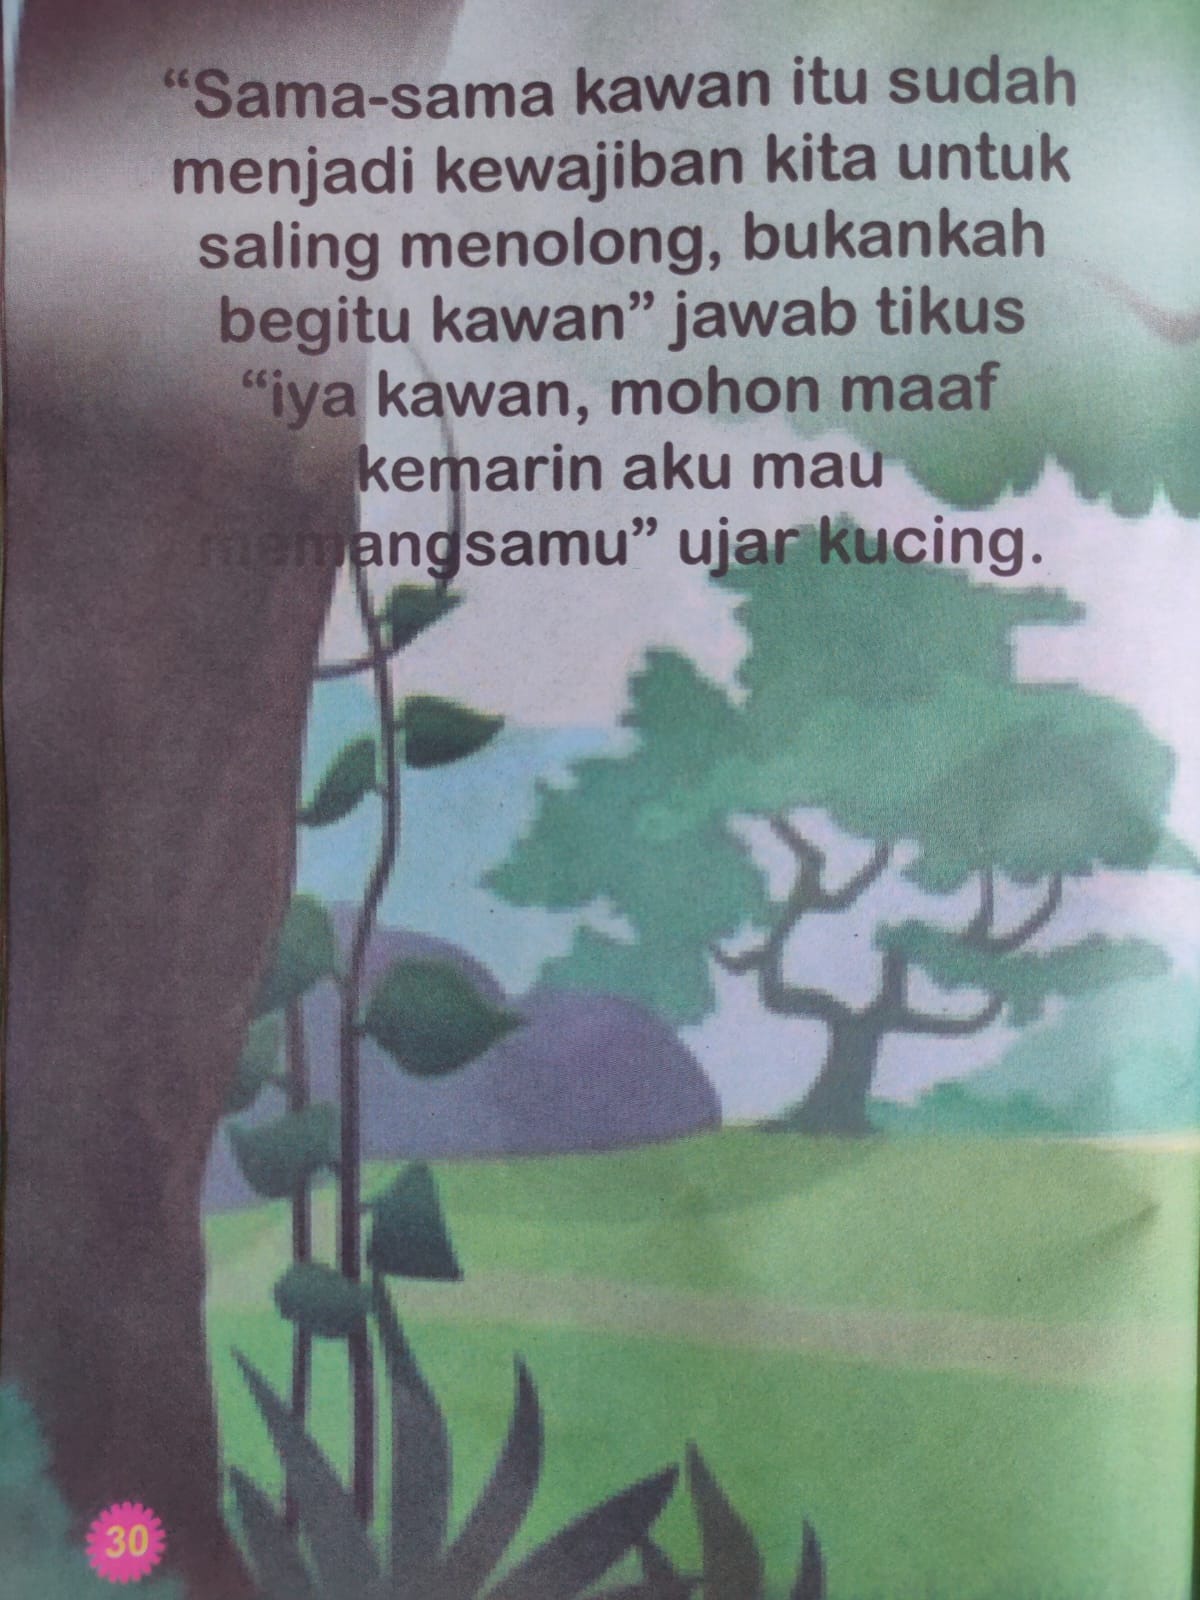 “Sama-sama kawan itu sudah
menjadi kewajiban kita untuk
saling menolong, bukankah
begitu kawan” jawab tikus
“iya kawan, mohon maaf
kemarin aku mau
memangsamu” ujar kucing.
30